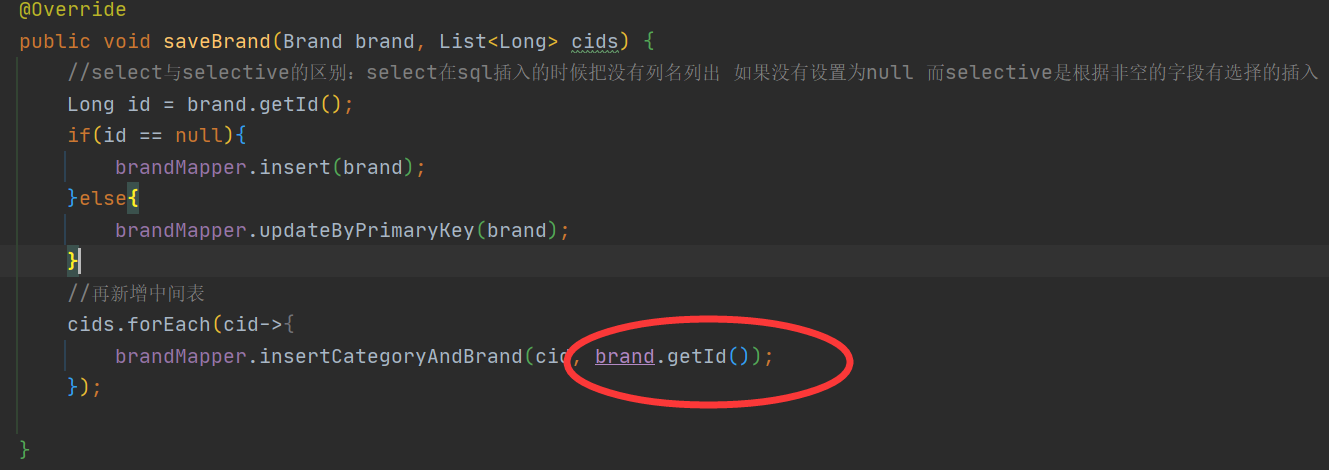 @Override
public void saveBrand(Brand brand, List<Long> cids) {
//select与selective的区别：select在sql插入的时候把没有列名列出 如果没有设置为null 而selective是根据非空的字段有选择的插入
Long id = brand.getId();
if(id == null){
brandMapper.insert(brand);
}else{
brandMapper.updateByPrimaryKey(brand);
}
//再新增中间表
cids.forEach(cid->{
brandMapper.insertCategoryAndBrand(cid, brand.getId());
});
}